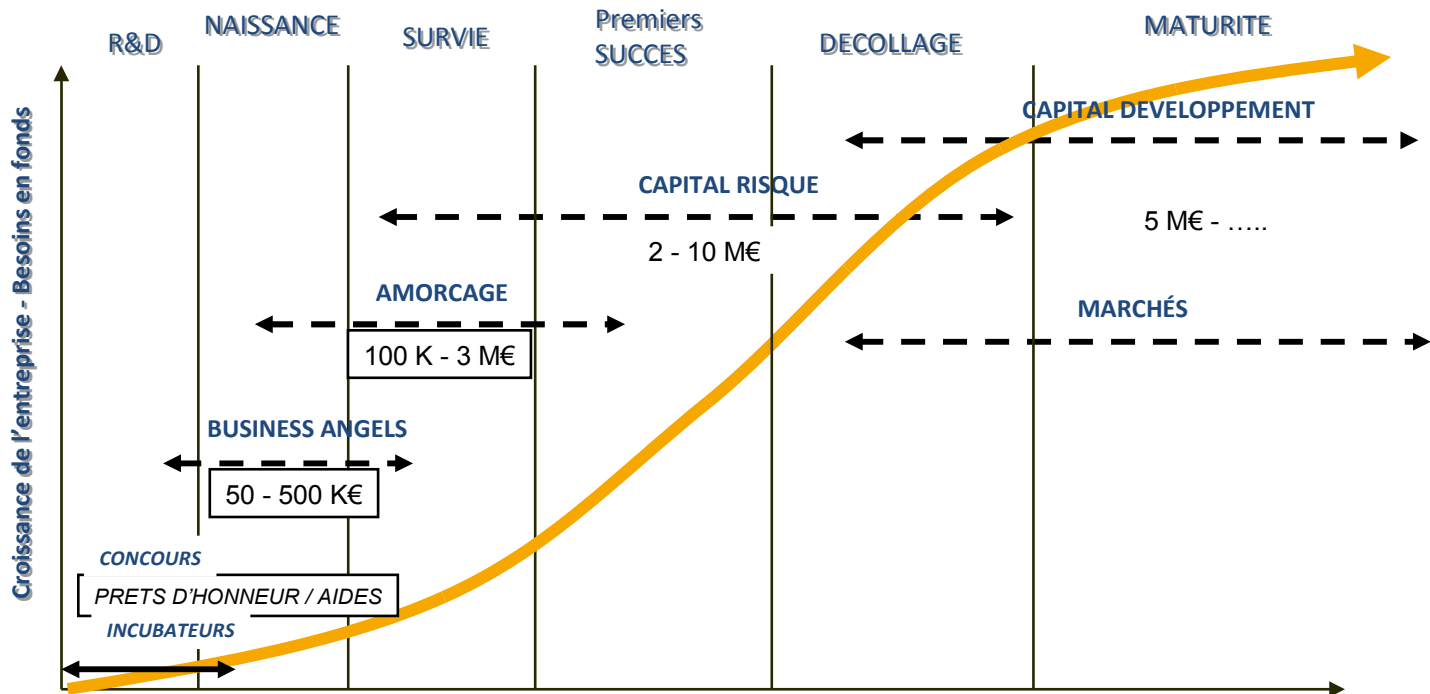 R&D
NAISSANCE
SURVIE
Premiers
SUCCES
DECOLLAGE
MATURITE
Croissance de l'entreprise - Besoins en fonds
CAPITAL DEVELOPPEMENT
CAPITAL RISQUE
5 M€ - …..
2 - 10 M€
AMORCAGE
MARCHÉS
100 K - 3 M€
BUSINESS ANGELS
50 - 500 K€
CONCOURS
PRETS D'HONNEUR / AIDES
INCUBATEURS